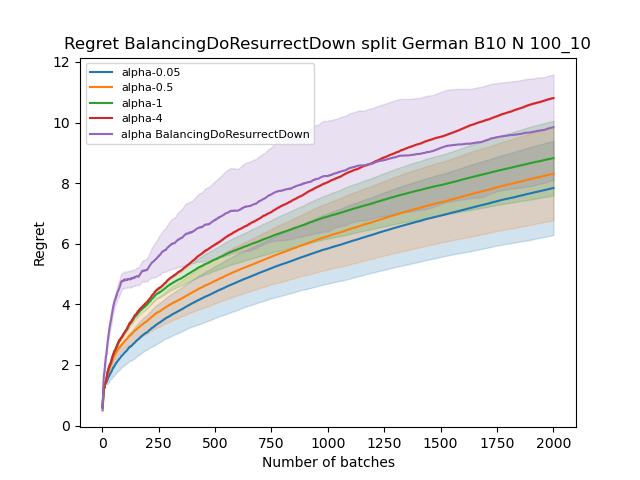 Regret BalancingDoResurrectDown split German B10 N 100_10
alpha-0.05
alpha-0.5
alpha-1
alpha-4
alpha BalancingDoResurrectDown
12
10
8
6
4
2
0
Regret
0 250 500 750 1000 1250 1500 1750 2000
Number of batches